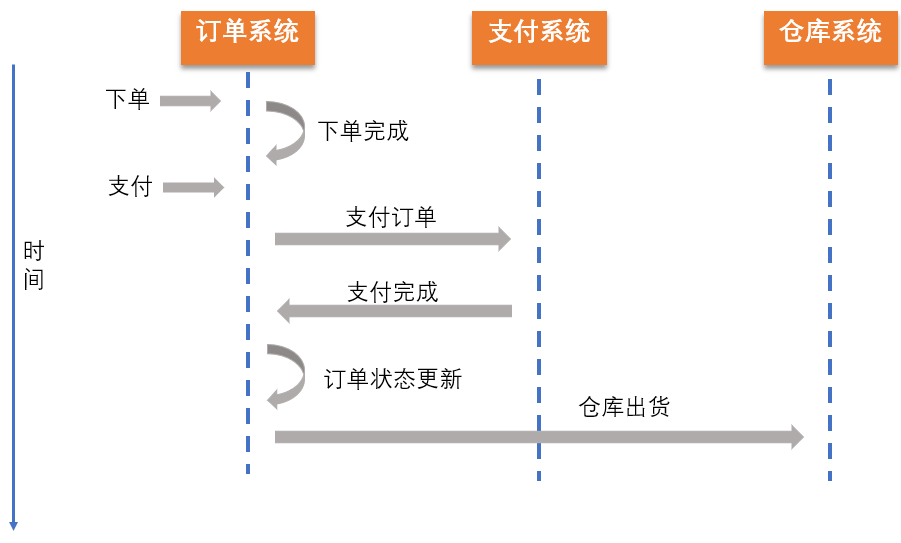 订单系统
支付系统
仓库系统
下单
下单完成
支付
支付订单
时
间
支付完成
订单状态更新
仓库出货